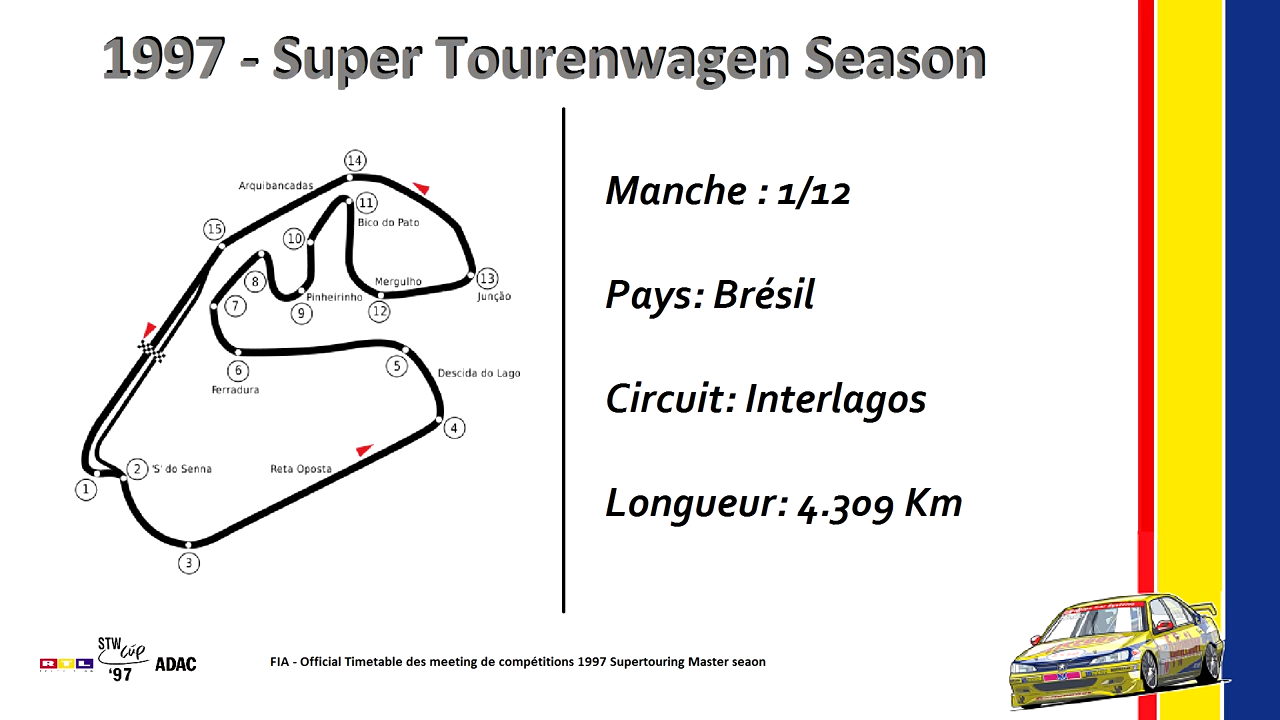 1997 - Super Tourenwagen Season
14
Arquibancadas
11
Bico do Pato
15
10
8
Mergulho
13
Pinheirinho
Junção
7
9
12
6
5
Ferradura
Descida do Lago
4
2
'S' do Senna
Reta Oposta
1
3
Manche : 1/12
Pays: Brésil
Circuit: Interlagos
Longueur: 4.309 Km
RTL
STW
cup
'97
ADAC
FIA - Official Timetable des meeting de compétitions 1997 Supertouring Master seaon